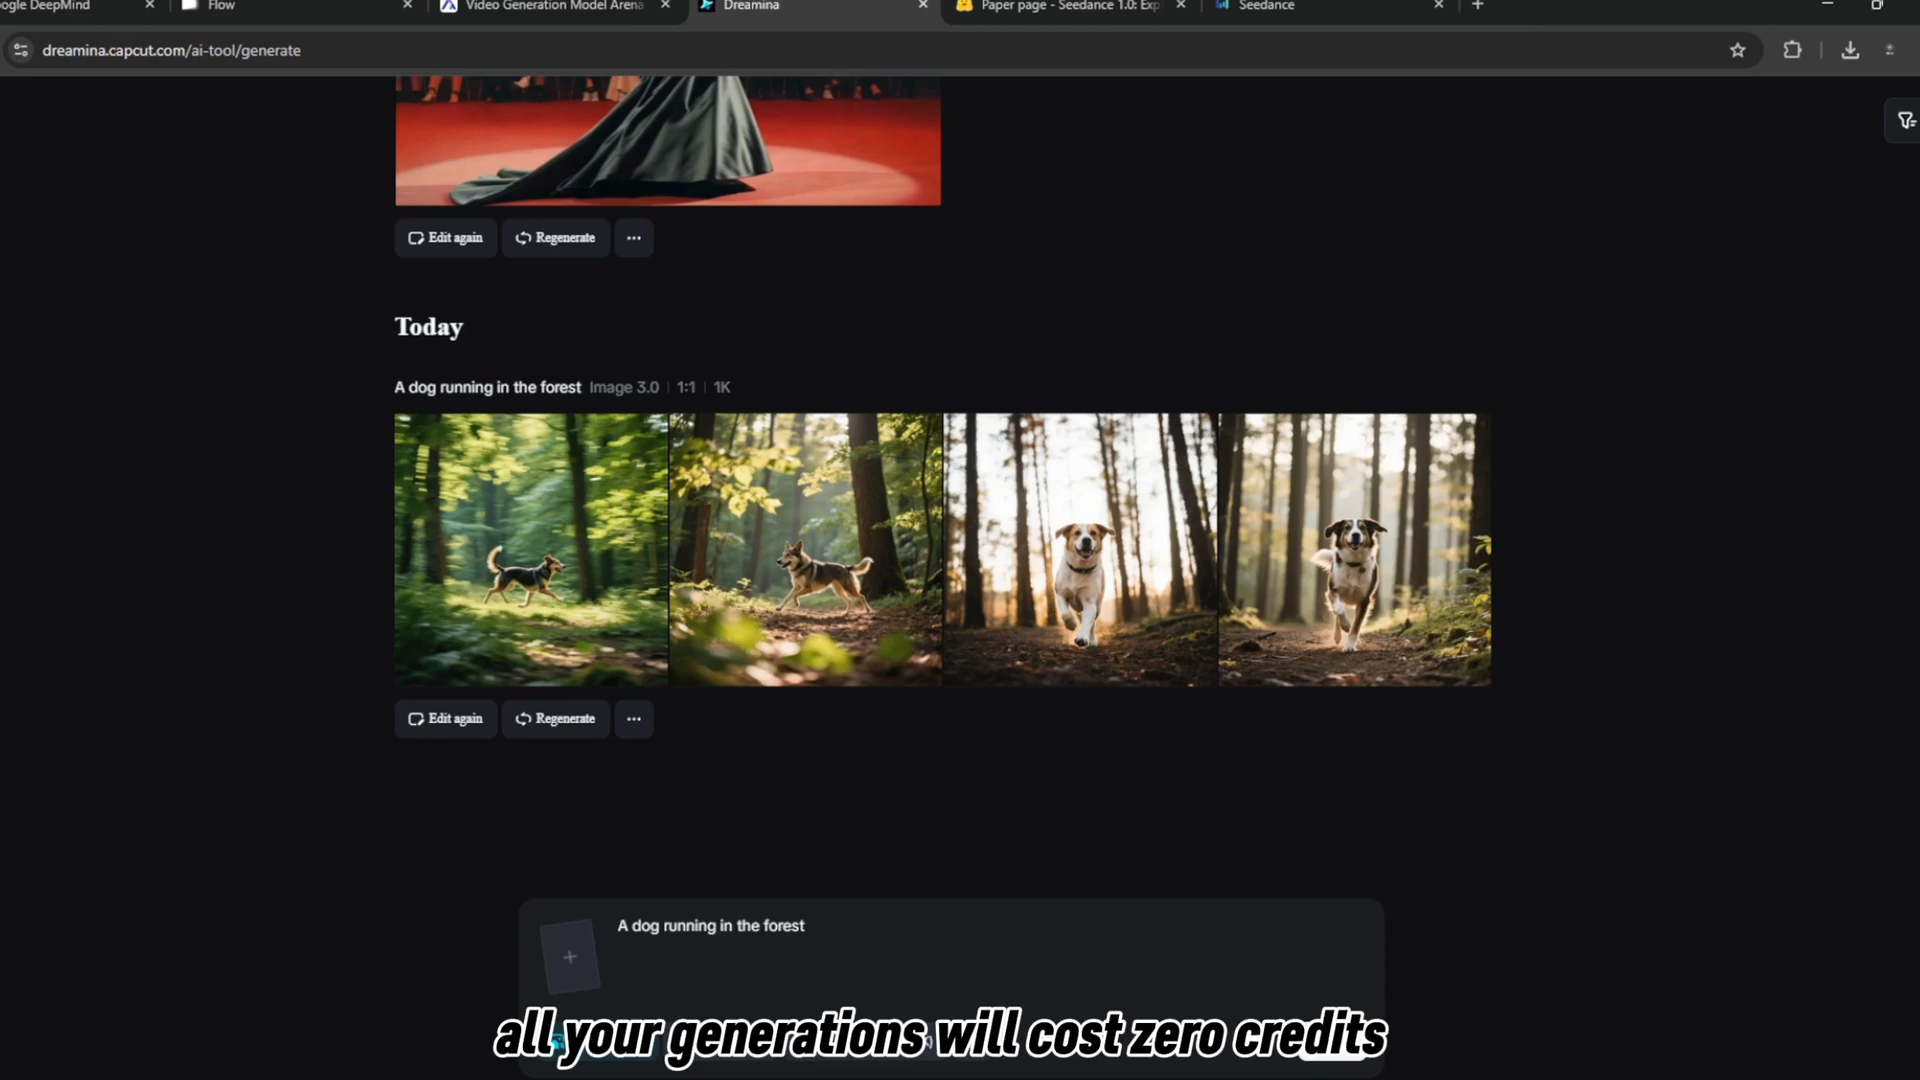 ogle DeepMind
Flow
Video Generation Model Arena
Dreamina
Paper page - Seedance 1.0: Exp
Seedance
dreamina.capcut.com/ai-tool/generate
Edit again
Regenerate
Today
A dog running in the forest Image 3.0 | 1:1 | 1K
Edit again
Regenerate
A dog running in the forest
all your generations will cost zero credits